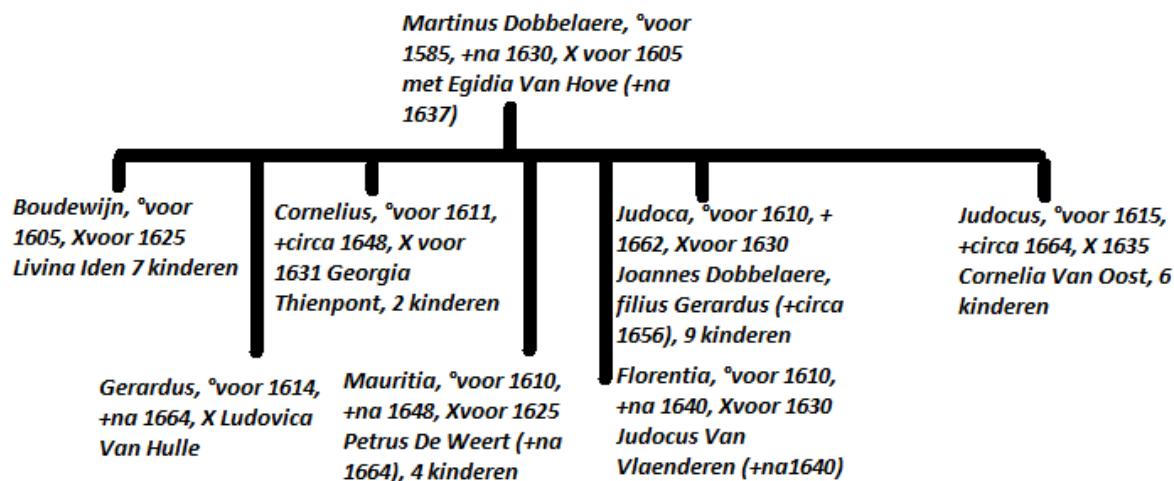 Martinus Dobbelaere, °voor
1585, +na 1630, X voor 1605
met Egidia Van Hove (+na
1637)
Boudewijn, °voor
1605, Xvoor 1625
Livina Iden 7 kinderen
Cornelius, °voor 1611,
+circa 1648, X voor
1631 Georgia
Thienpont, 2 kinderen
Judoca, °voor 1610, +
1662, Xvoor 1630
Joannes Dobbelaere,
filius Gerardus (+circa
1656), 9 kinderen
Judocus, °voor 1615,
+circa 1664, X 1635
Cornelia Van Oost, 6
kinderen
Gerardus, °voor 1614,
+na 1664, X Ludovica
Van Hulle
Mauritia, °voor 1610,
+na 1648, Xvoor 1625
Petrus De Weert (+na
1664), 4 kinderen
Florentia, °voor 1610,
+na 1640, Xvoor 1630
Judocus Van
Vlaenderen (+na1640)